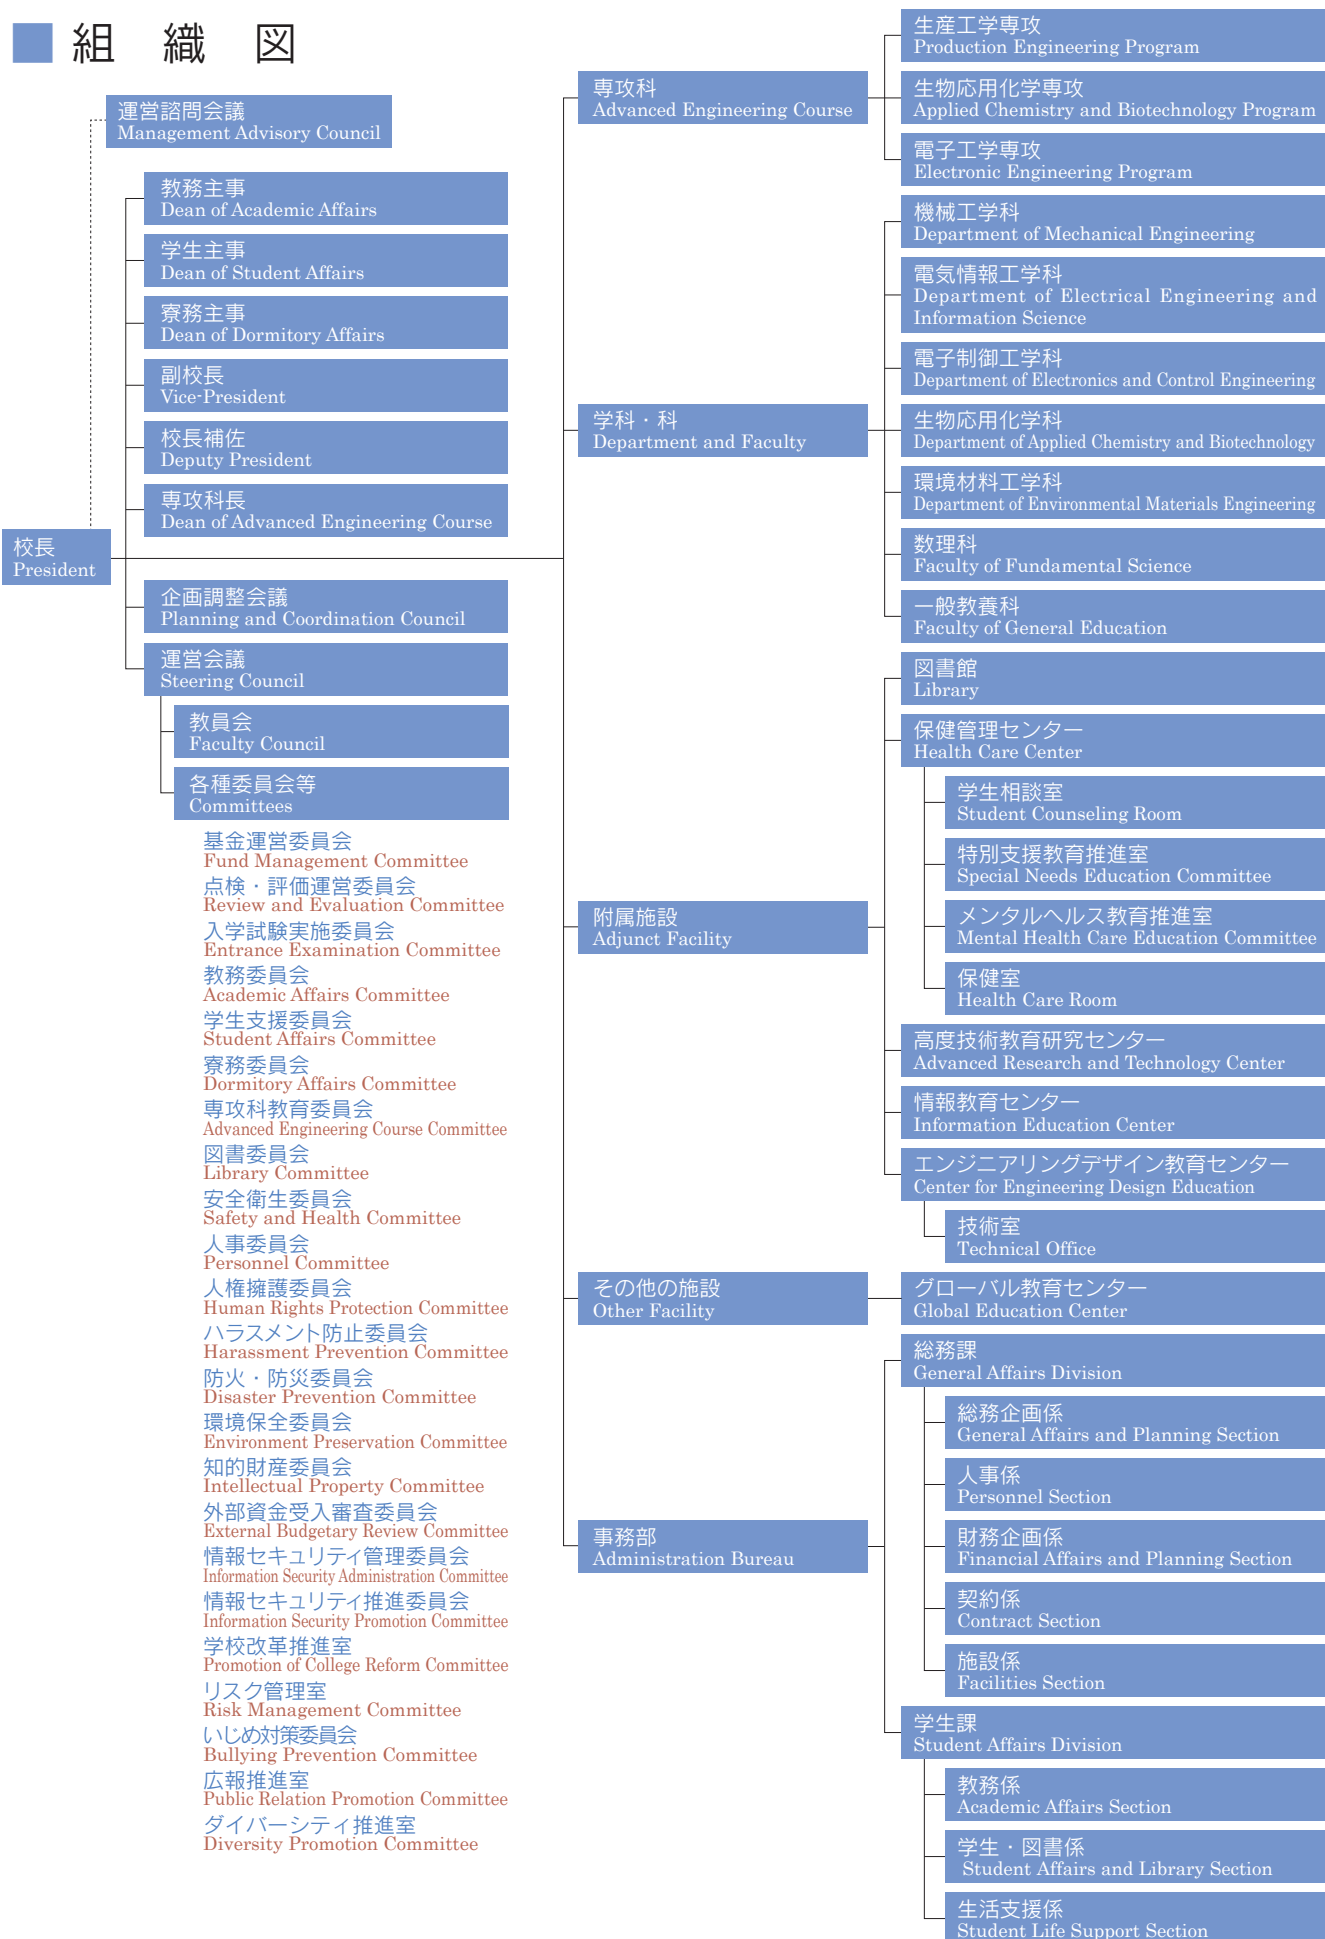 組 織 図
運営諮問会議
Management Advisory Council
教務主事
Dean of Academic Affairs
学生主事
Dean of Student Affairs
寮務主事
Dean of Dormitory Affairs
副校長
Vice-President
校長補佐
Deputy President
専攻科長
Dean of Advanced Engineering Course
校長
President
企画調整会議
Planning and Coordination Council
運営会議
Steering Council
教員会
Faculty Council
各種委員会等
Committees
基金運営委員会
Fund Management Committee
点検・評価運営委員会
Review and Evaluation Committee
入学試験実施委員会
Entrance Examination Committee
教務委員会
Academic Affairs Committee
学生支援委員会
Student Affairs Committee
寮務委員会
Dormitory Affairs Committee
専攻科教育委員会
Advanced Engineering Course Committee
図書委員会
Library Committee
安全衛生委員会
Safety and Health Committee
人事委員会
Personnel Committee
人権擁護委員会
Human Rights Protection Committee
ハラスメント防止委員会
Harassment Prevention Committee
防火・防災委員会
Disaster Prevention Committee
環境保全委員会
Environment Preservation Committee
知的財産委員会
Intellectual Property Committee
外部資金受入審査委員会
External Budgetary Review Committee
情報セキュリティ管理委員会
Information Security Administration Committee
情報セキュリティ推進委員会
Information Security Promotion Committee
学校改革推進室
Promotion of College Reform Committee
リスク管理室
Risk Management Committee
いじめ対策委員会
Bullying Prevention Committee
広報推進室
Public Relation Promotion Committee
ダイバーシティ推進室
Diversity Promotion Committee
専攻科
Advanced Engineering Course
生産工学専攻
Production Engineering Program
生物応用化学専攻
Applied Chemistry and Biotechnology Program
電子工学専攻
Electronic Engineering Program
学科・科
Department and Faculty
機械工学科
Department of Mechanical Engineering
電気情報工学科
Department of Electrical Engineering and
Information Science
電子制御工学科
Department of Electronics and Control Engineering
生物応用化学科
Department of Applied Chemistry and Biotechnology
環境材料工学科
Department of Environmental Materials Engineering
数理科
Faculty of Fundamental Science
一般教養科
Faculty of General Education
附属施設
Adjunct Facility
図書館
Library
保健管理センター
Health Care Center
学生相談室
Student Counseling Room
特別支援教育推進室
Special Needs Education Committee
メンタルヘルス教育推進室
Mental Health Care Education Committee
保健室
Health Care Room
高度技術教育研究センター
Advanced Research and Technology Center
情報教育センター
Information Education Center
エンジニアリングデザイン教育センター
Center for Engineering Design Education
技術室
Technical Office
その他の施設
Other Facility
グローバル教育センター
Global Education Center
事務部
Administration Bureau
総務課
General Affairs Division
総務企画係
General Affairs and Planning Section
人事係
Personnel Section
財務企画係
Financial Affairs and Planning Section
契約係
Contract Section
施設係
Facilities Section
学生課
Student Affairs Division
教務係
Academic Affairs Section
学生・図書係
Student Affairs and Library Section
生活支援係
Student Life Support Section